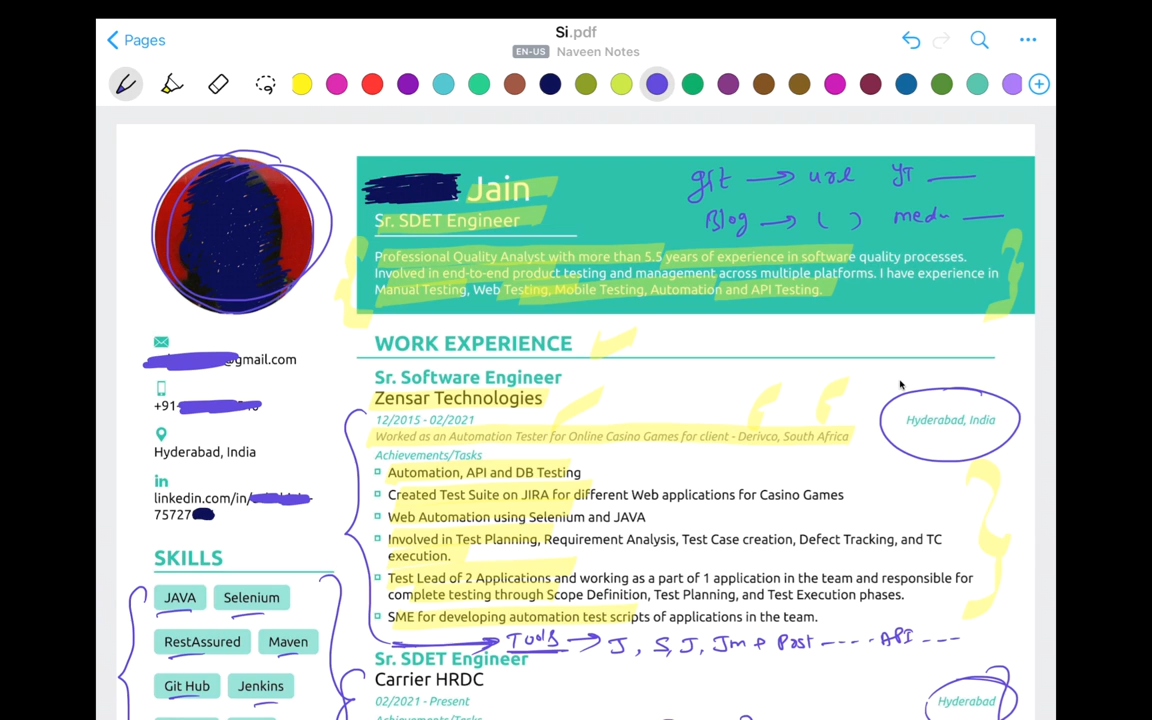 Pages
Si.pdf
EN-US Naveen Notes
Jain
Sr. SDET Engineer
git → url YT —
Blog → ( ) medu —
Professional Quality Analyst with more than 5.5 years of experience in software quality processes.
Involved in end-to-end product testing and management across multiple platforms. I have experience in
Manual Testing, Web Testing, Mobile Testing, Automation and API Testing.
@gmail.com
+91-
Hyderabad, India
in
linkedin.com/in/
75727
SKILLS
JAVA Selenium
RestAssured Maven
Git Hub Jenkins
WORK EXPERIENCE
Sr. Software Engineer
Zensar Technologies
12/2015 - 02/2021 Hyderabad, India
Worked as an Automation Tester for Online Casino Games for client - Derivco, South Africa
Achievements/Tasks
Automation, API and DB Testing
Created Test Suite on JIRA for different Web applications for Casino Games
Web Automation using Selenium and JAVA
Involved in Test Planning, Requirement Analysis, Test Case creation, Defect Tracking, and TC
execution.
Test Lead of 2 Applications and working as a part of 1 application in the team and responsible for
complete testing through Scope Definition, Test Planning, and Test Execution phases.
SME for developing automation test scripts of applications in the team.
Tools → J, S, J, Jm + Post ---- API ---
Sr. SDET Engineer
Carrier HRDC
02/2021 - Present Hyderabad